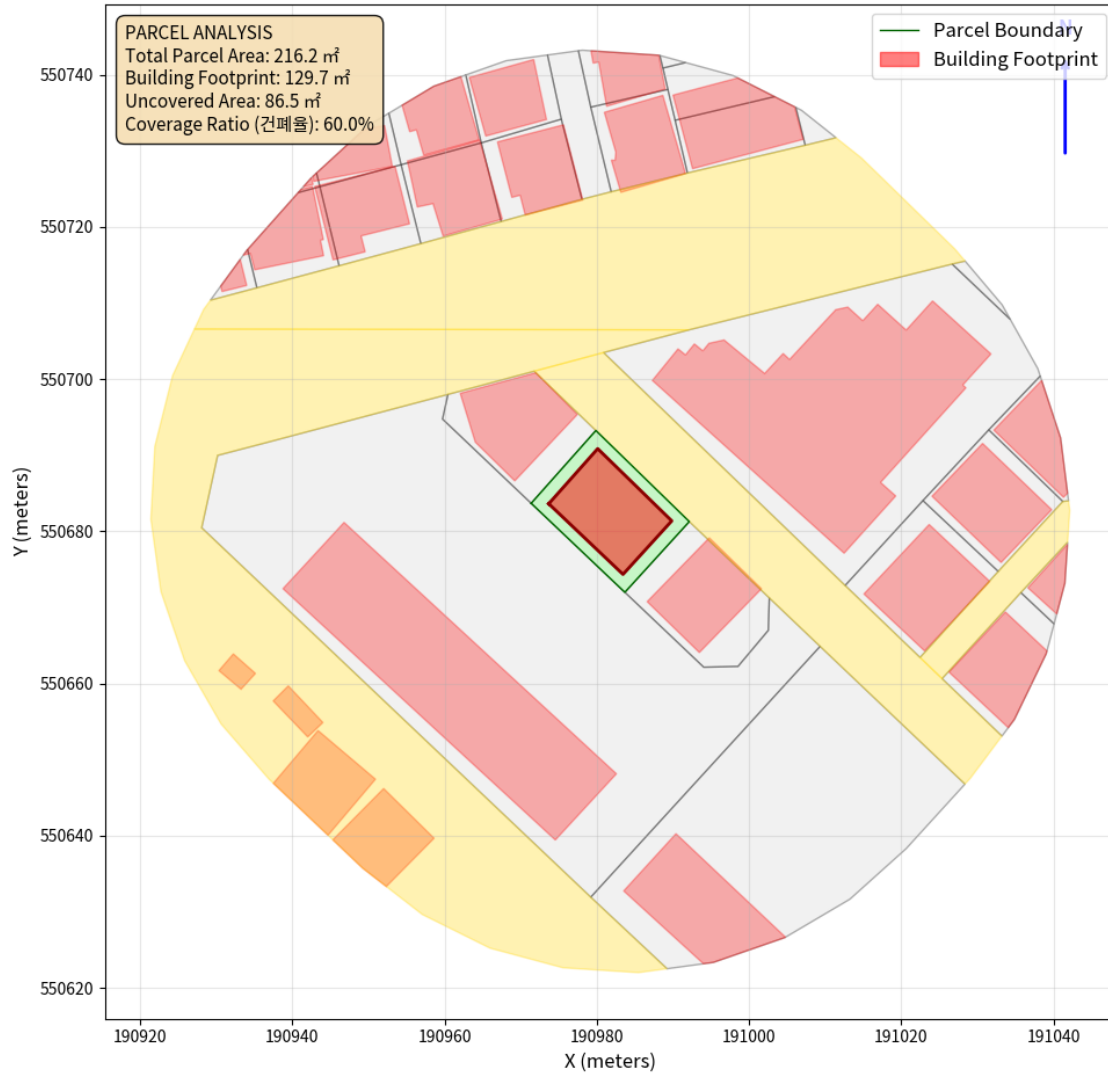 PARCEL ANALYSIS
Total Parcel Area: 216.2 ㎡
Building Footprint: 129.7 ㎡
Uncovered Area: 86.5 ㎡
Coverage Ratio (건폐율): 60.0%
Parcel Boundary
Building Footprint
N
550740
550720
550700
550680
550660
550640
550620
Y (meters)
190920
190940
190960
190980
191000
191020
191040
X (meters)